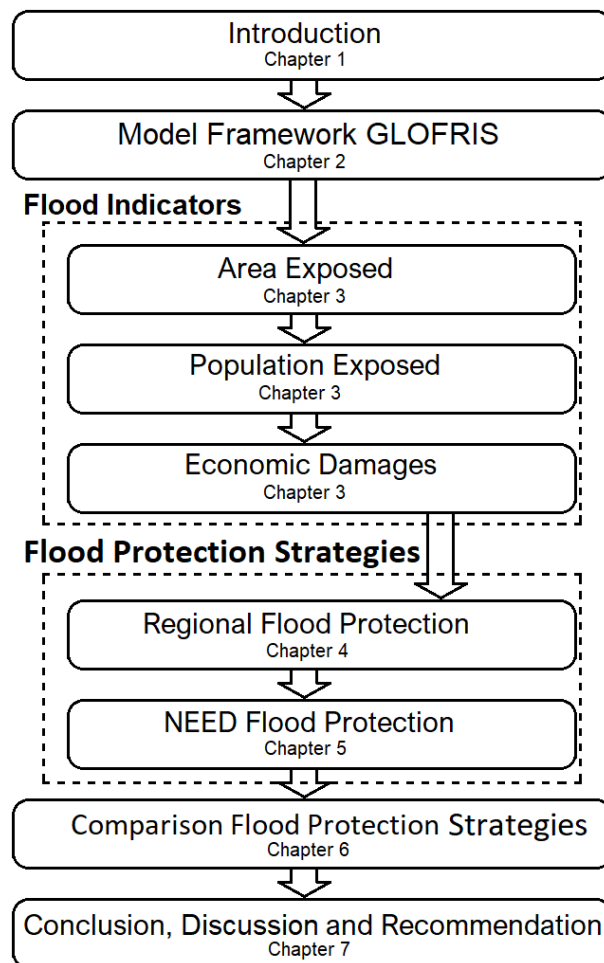 Introduction
Chapter 1
Model Framework GLOFRIS
Chapter 2
Flood Indicators
Area Exposed
Chapter 3
Population Exposed
Chapter 3
Economic Damages
Chapter 3
Flood Protection Strategies
Regional Flood Protection
Chapter 4
NEED Flood Protection
Chapter 5
Comparison Flood Protection Strategies
Chapter 6
Conclusion, Discussion and Recommendation
Chapter 7